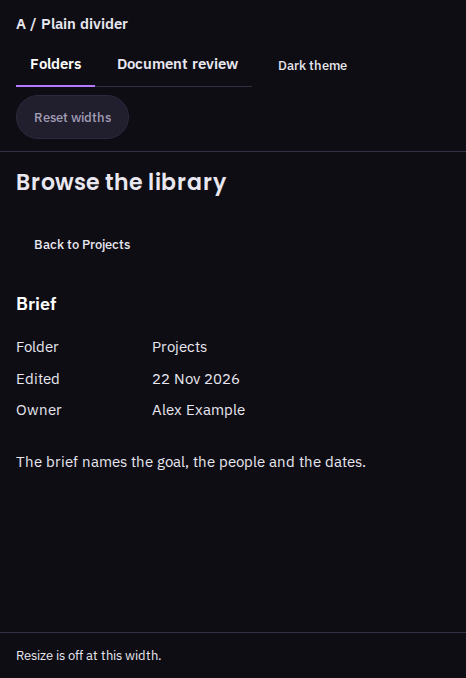 A / Plain divider
Folders Document review Dark theme
Reset widths
Browse the library
Back to Projects
Brief
Folder Projects
Edited 22 Nov 2026
Owner Alex Example
The brief names the goal, the people and the dates.
Resize is off at this width.